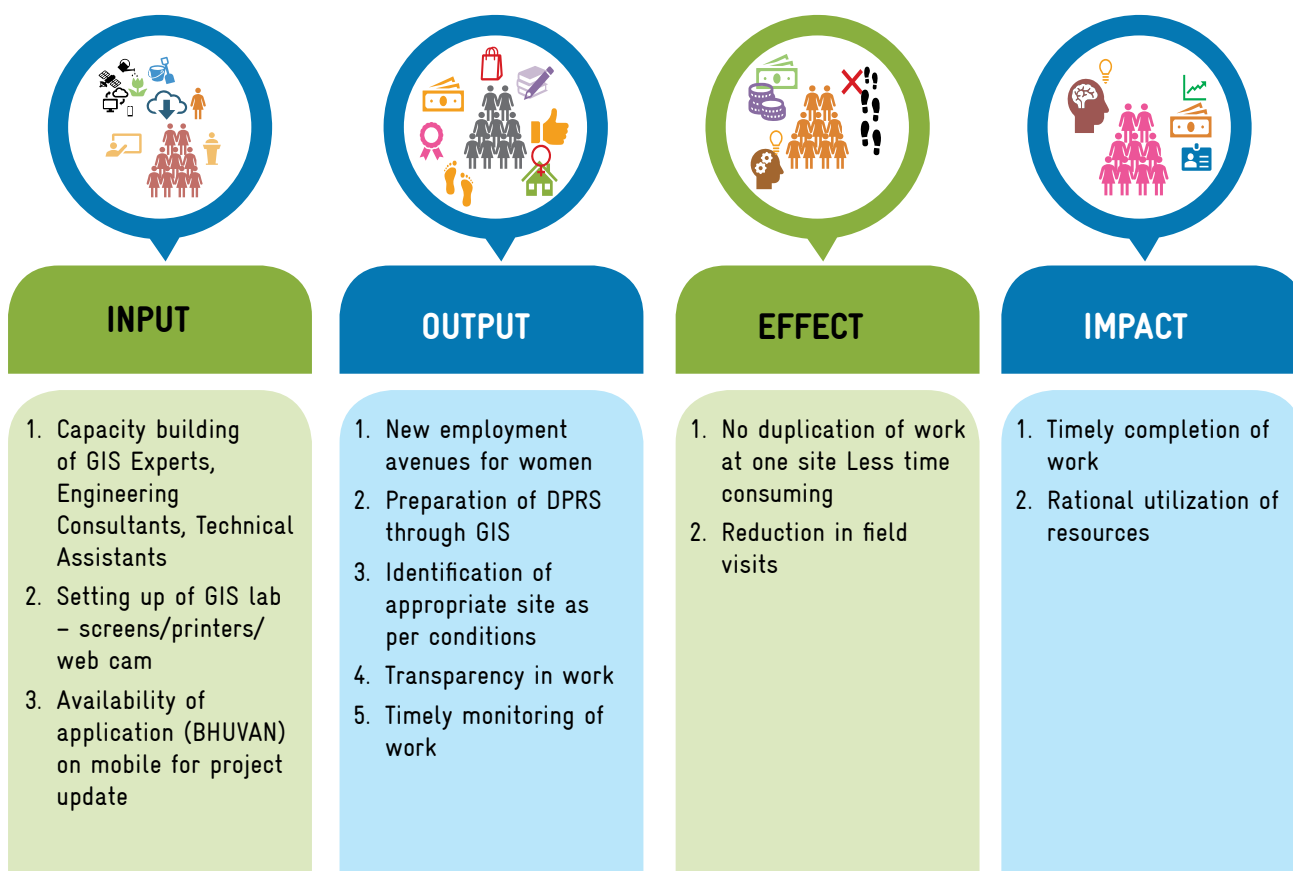 INPUT
1. Capacity building
of GIS Experts,
Engineering
Consultants, Technical
Assistants
2. Setting up of GIS lab
– screens/printers/
web cam
3. Availability of
application (BHUVAN)
on mobile for project
update
OUTPUT
1. New employment
avenues for women
2. Preparation of DPRS
through GIS
3. Identification of
appropriate site as
per conditions
4. Transparency in work
5. Timely monitoring of
work
EFFECT
1. No duplication of work
at one site Less time
consuming
2. Reduction in field
visits
IMPACT
1. Timely completion of
work
2. Rational utilization of
resources